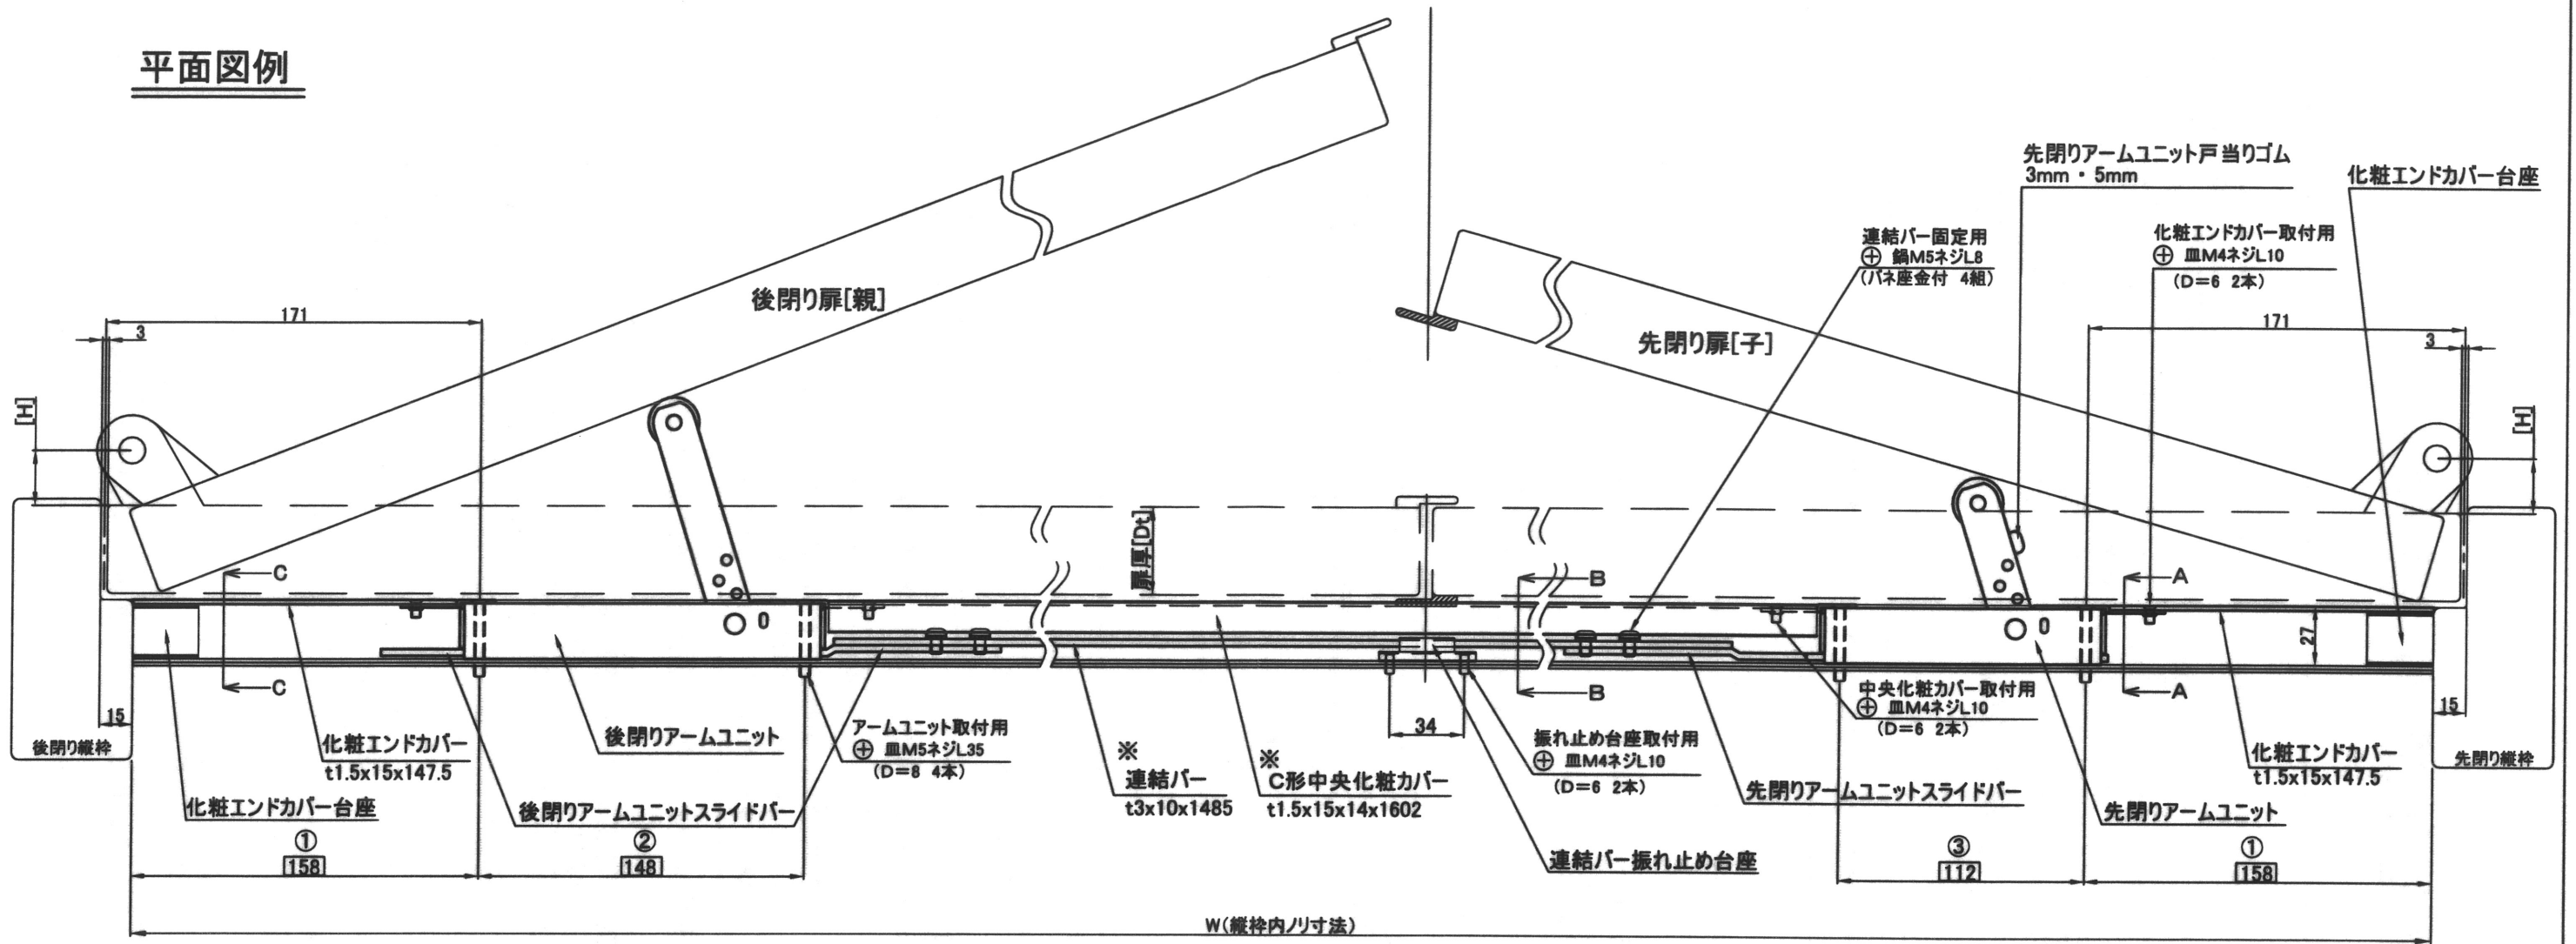 平面図例
先閉りアームユニット戸当りゴム
3mm・5mm
化粧エンドカバー台座
連結バー固定用
⊕ 鍋M5ネジL8
(バネ座金付 4組)
化粧エンドカバー取付用
⊕ 皿M4ネジL10
(D=6 2本)
後閉り扉[親]
先閉り扉[子]
171
3
171
3
[H]
[H]
扉厚[Dt]
C
B
A
27
C
B
A
15
34
15
後閉り縦枠
先閉り縦枠
化粧エンドカバー
t1.5x15x147.5
後閉りアームユニット
アームユニット取付用
⊕ 皿M5ネジL35
(D=8 4本)
※
連結バー
t3x10x1485
※
C形中央化粧カバー
t1.5x15x14x1602
振れ止め台座取付用
⊕ 皿M4ネジL10
(D=6 2本)
中央化粧カバー取付用
⊕ 皿M4ネジL10
(D=6 2本)
化粧エンドカバー
t1.5x15x147.5
化粧エンドカバー台座
後閉りアームユニットスライドバー
先閉りアームユニットスライドバー
先閉りアームユニット
連結バー振れ止め台座
①
158
②
148
③
112
①
158
W(縦枠内ノリ寸法)